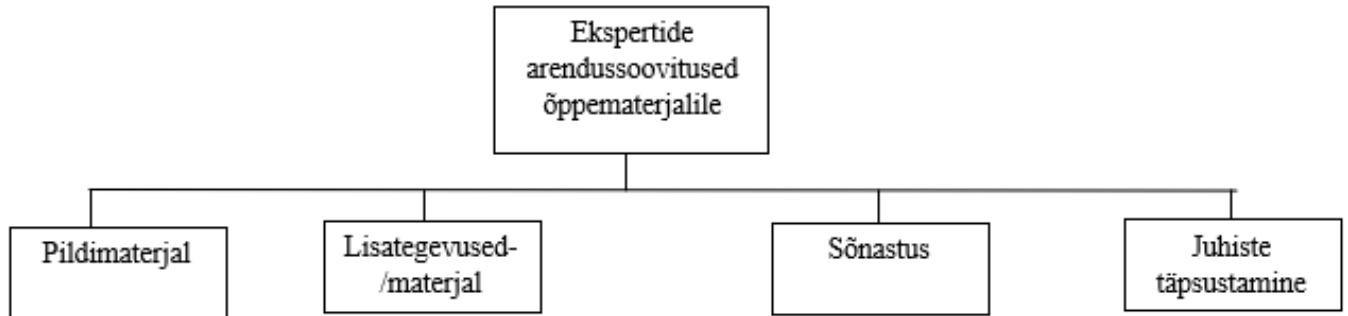 Ekspertide
arendussoovitused
õppematerjalile
Pildimaterjal
Lisategevused-
/materjal
Sõnastus
Juhiste
täpsustamine